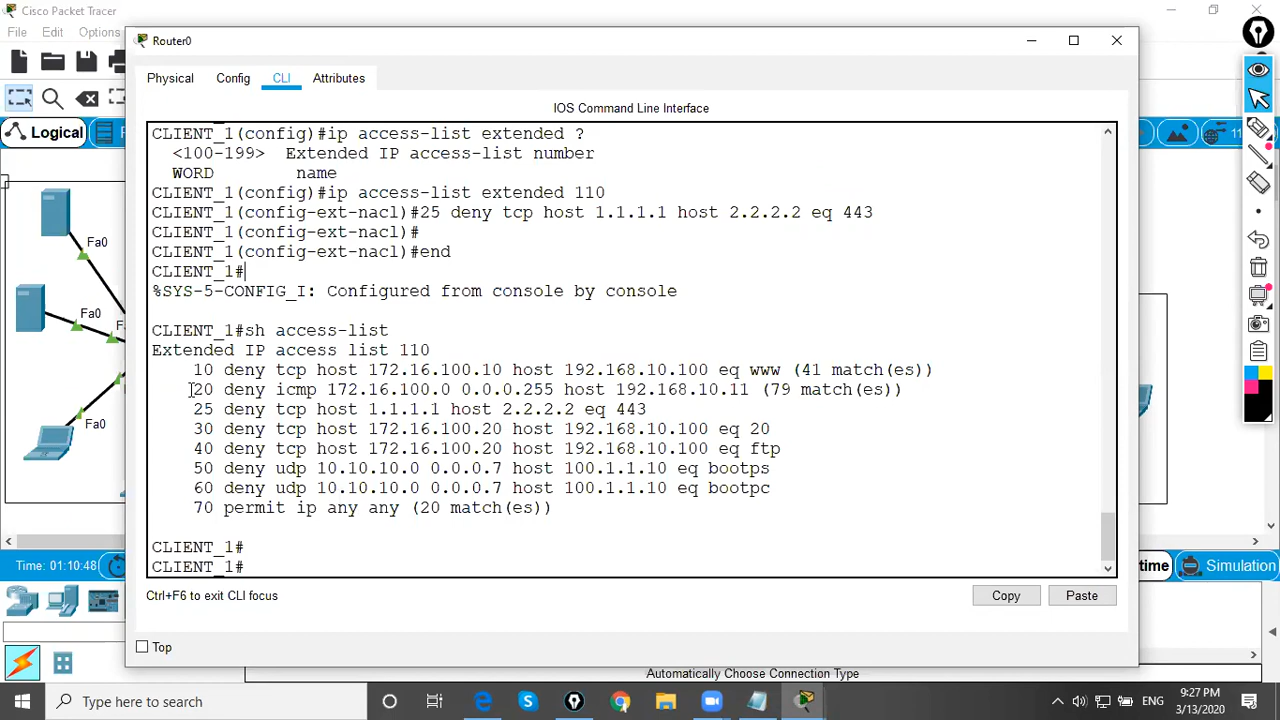 Cisco Packet Tracer
File Edit Options
Router0
Physical Config CLI Attributes
IOS Command Line Interface
Logical
CLIENT_1(config)#ip access-list extended ?
<100-199> Extended IP access-list number
WORD name
CLIENT_1(config)#ip access-list extended 110
CLIENT_1(config-ext-nacl)#25 deny tcp host 1.1.1.1 host 2.2.2.2 eq 443
CLIENT_1(config-ext-nacl)#
CLIENT_1(config-ext-nacl)#end
CLIENT_1#
%SYS-5-CONFIG_I: Configured from console by console
CLIENT_1#sh access-list
Extended IP access list 110
10 deny tcp host 172.16.100.10 host 192.168.10.100 eq www (41 match(es))
20 deny icmp 172.16.100.0 0.0.0.255 host 192.168.10.11 (79 match(es))
25 deny tcp host 1.1.1.1 host 2.2.2.2 eq 443
30 deny tcp host 172.16.100.20 host 192.168.10.100 eq 20
40 deny tcp host 172.16.100.20 host 192.168.10.100 eq ftp
50 deny udp 10.10.10.0 0.0.0.7 host 100.1.1.10 eq bootps
60 deny udp 10.10.10.0 0.0.0.7 host 100.1.1.10 eq bootpc
70 permit ip any any (20 match(es))
CLIENT_1#
CLIENT_1#
Fa0
Fa0
Fa0
Ctrl+F6 to exit CLI focus
Copy Paste
Top
Time: 01:10:48
Simulation
Automatically Choose Connection Type
Type here to search
ENG
9:27 PM
3/13/2020